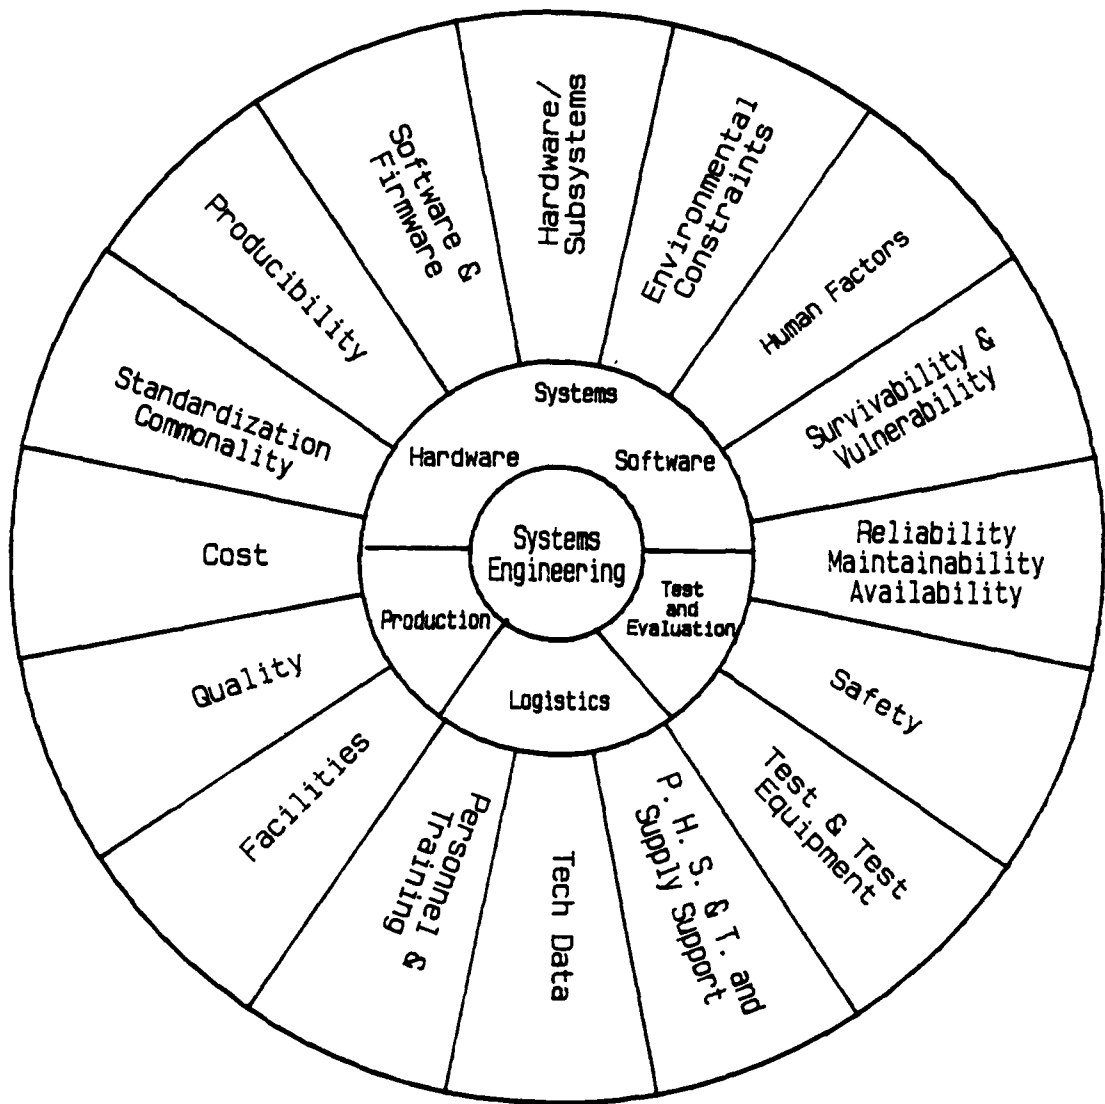 Hardware/
Subsystems
Environmental
Constraints
Human Factors
Survivability &
Vulnerability
Reliability
Maintainability
Availability
Safety
Test & Test
Equipment
P. H. S. & T. and
Supply Support
Tech Data
Personnel &
Training
Facilities
Quality
Cost
Standardization
Commonality
Producibility
Software &
Firmware
Systems
Hardware
Software
Test
and
Evaluation
Logistics
Production
Systems
Engineering